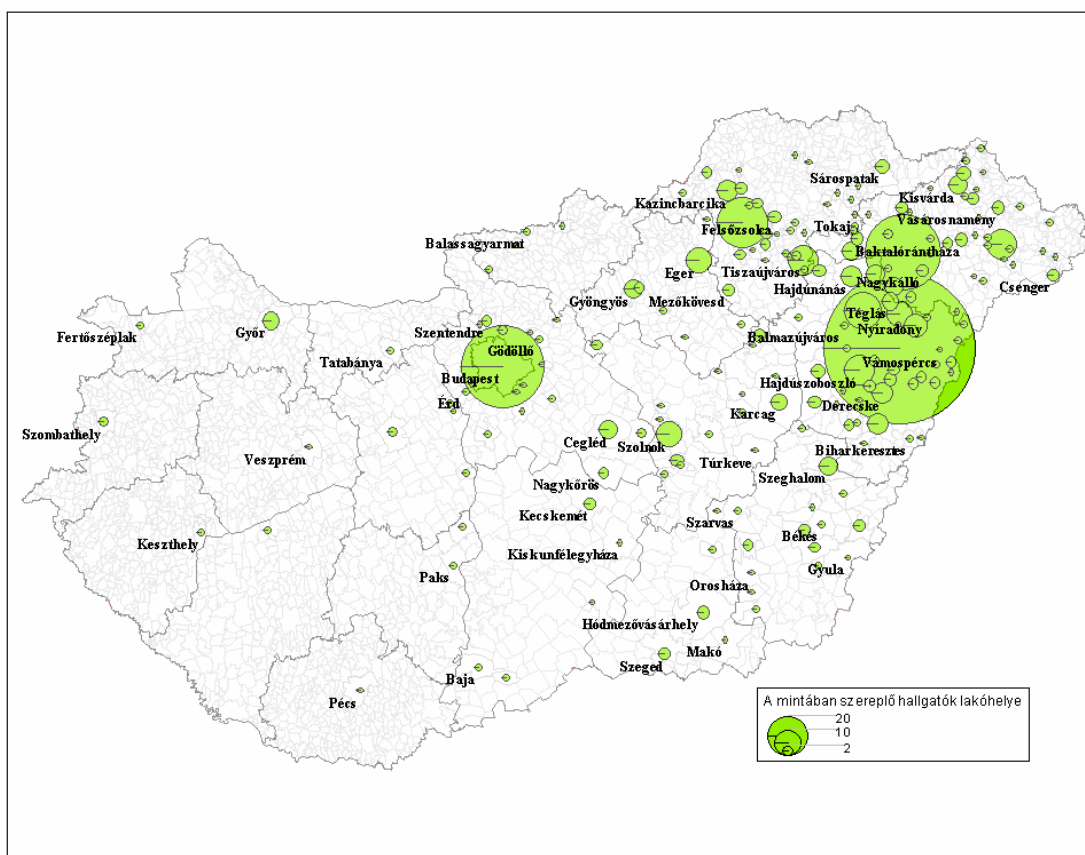 Sárospatak
Kisvárda
Kazincbarcika
Vásárosnamény
Tokaj
Felsőzsolca
Balassagyarmat
Baktalórántháza
Eger
Tiszaújváros
Nagykálló
Hajdúnánás
Csenger
Gyöngyös
Mezőkövesd
Téglás
Fertőszéplak
Győr
Szentendre
Nyíradony
Tatabánya
Gödöllő
Balmazújváros
Vámospércs
Budapest
Hajdúszoboszló
Érd
Derecske
Karcag
Szombathely
Cegléd
Szolnok
Veszprém
Túrkeve
Biharkeresztes
Szeghalom
Nagykőrös
Kecskemét
Szarvas
Békés
Keszthely
Kiskunfélegyháza
Paks
Gyula
Orosháza
Hódmezővásárhely
Makó
Szeged
Baja
Pécs
A mintában szereplő hallgatók lakóhelye
20
10
2